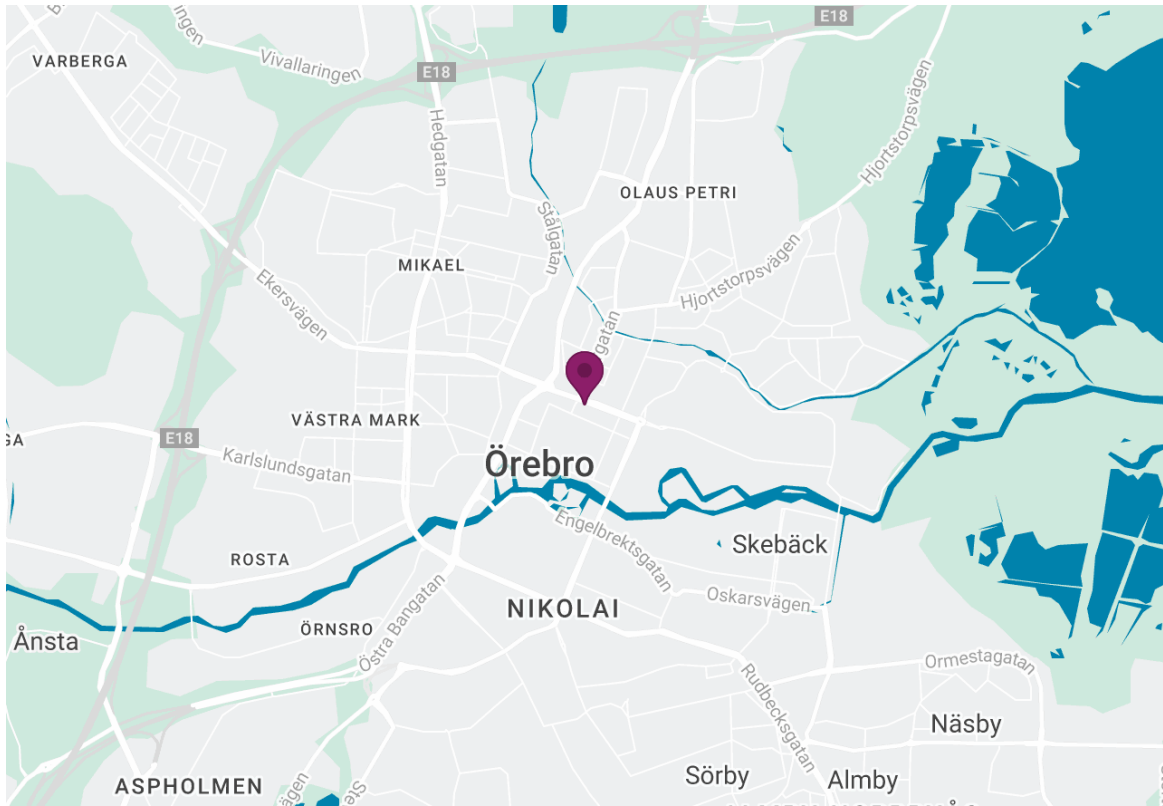 E18
VARBERGA
Vivallaringen
E18
Hedgatan
Hjortstorpsvägen
OLAUS PETRI
Stålgatan
MIKAEL
Hjortstorpsvägen
Ekersvägen
gatan
VÄSTRA MARK
E18
Karlslundsgatan
Örebro
Engelbrektsgatan
Skebäck
ROSTA
Oskarsvägen
NIKOLAI
ÖRNSRO
Östra Bangatan
Ånsta
Ormestagatan
Rudbecksgatan
Näsby
Sörby
Almby
ASPHOLMEN